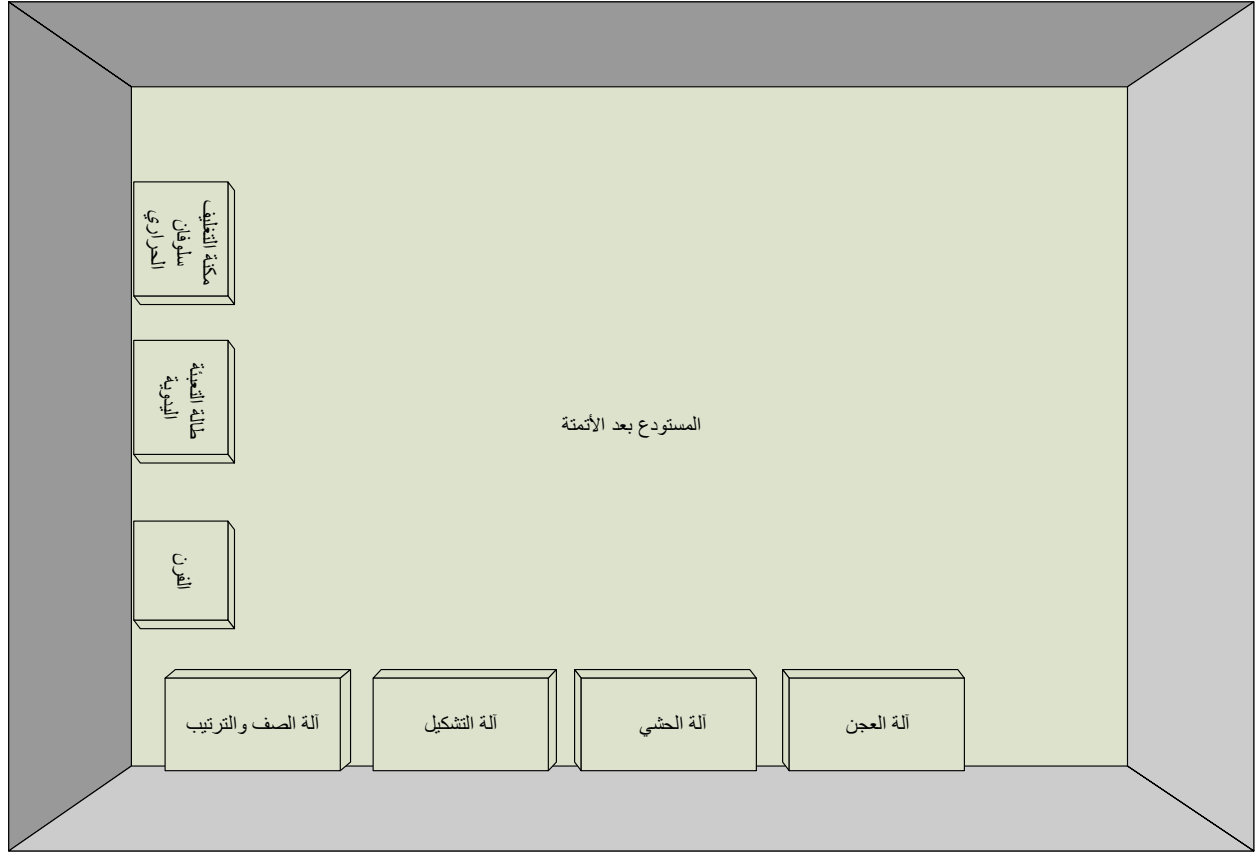 مكنة التغليف
سلوفان
الحراري
طالة التعبئة
اليدوية
المستودع بعد الأتمتة
الفرن
آلة العجن
آلة الحشي
آلة التشكيل
آلة الصف والترتيب